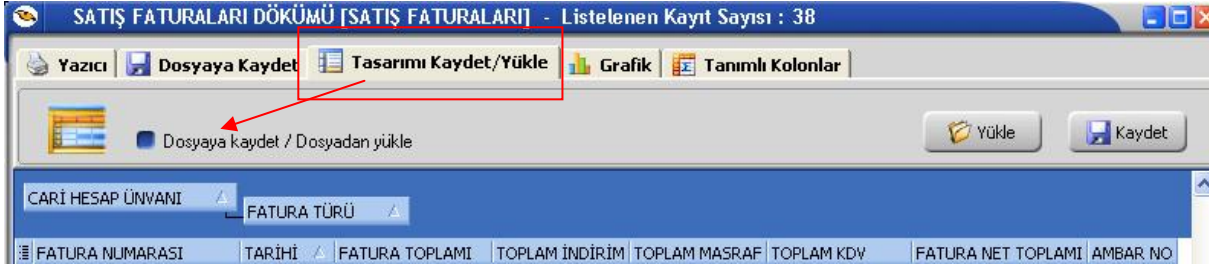 SATIŞ FATURALARI DÖKÜMÜ [SATIŞ FATURALARI] - Listelenen Kayıt Sayısı : 38
Yazıcı Dosyaya Kaydet Tasarımı Kaydet/Yükle Grafik Tanımlı Kolonlar
Dosyaya kaydet / Dosyadan yükle Yükle Kaydet
CARİ HESAP ÜNVANI
FATURA TÜRÜ
FATURA NUMARASI TARİHİ FATURA TOPLAMI TOPLAM İNDİRİM TOPLAM MASRAF TOPLAM KDV FATURA NET TOPLAMI AMBAR NO